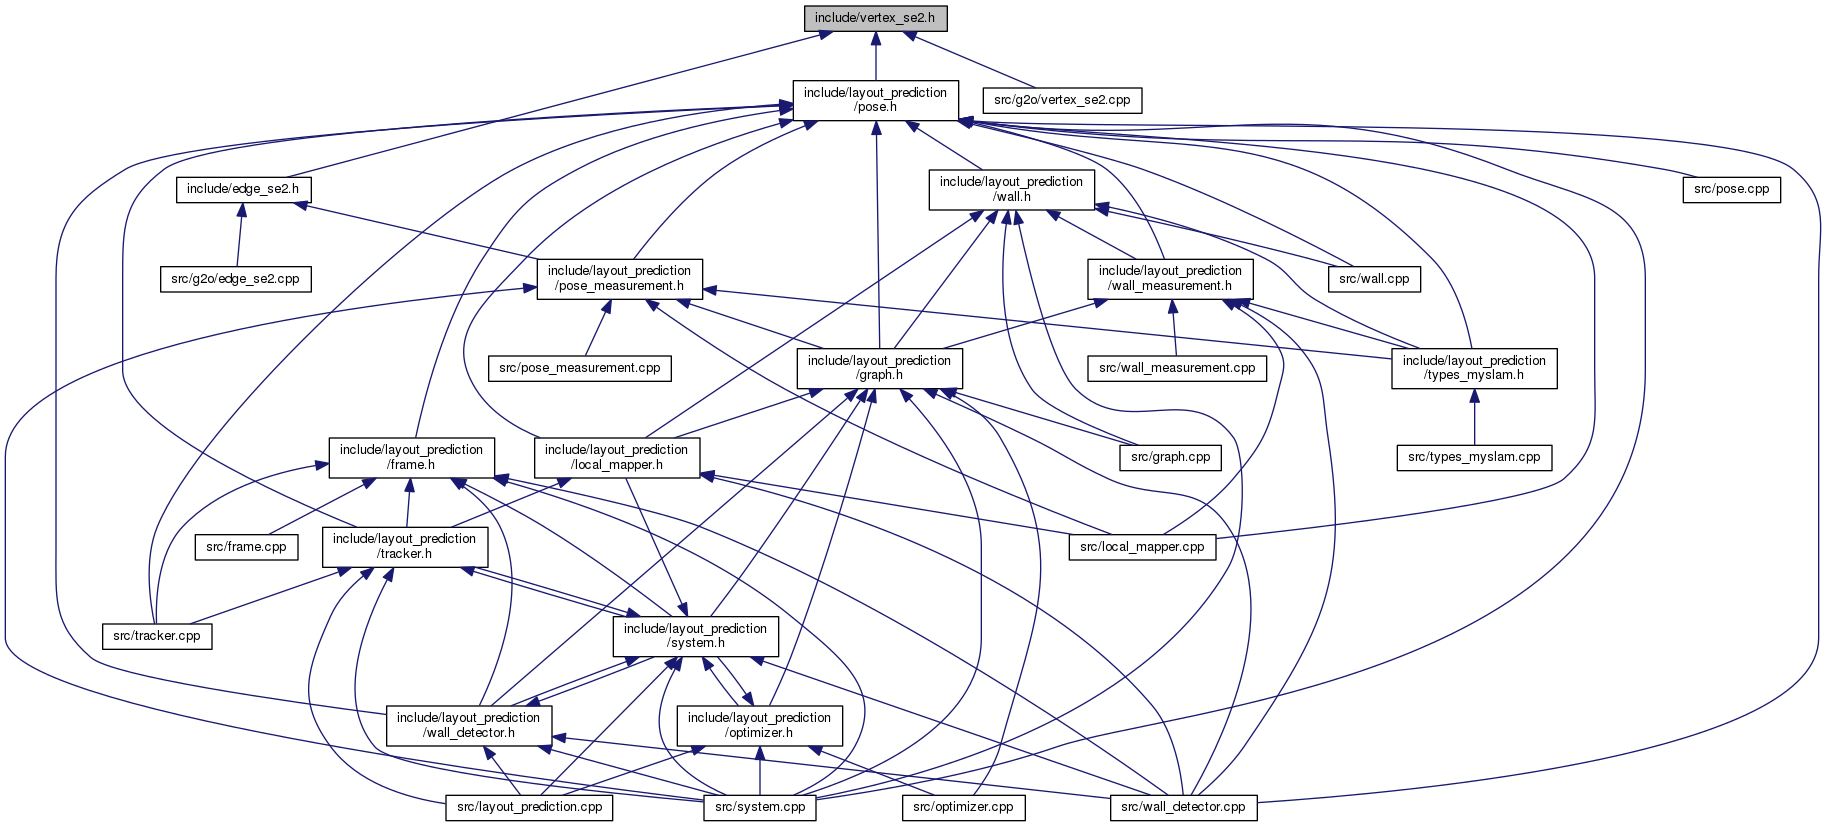 include/vertex_se2.h
include/layout_prediction
/pose.h
src/g2o/vertex_se2.cpp
include/edge_se2.h
include/layout_prediction
/wall.h
src/pose.cpp
src/g2o/edge_se2.cpp
include/layout_prediction
/pose_measurement.h
include/layout_prediction
/wall_measurement.h
src/wall.cpp
src/pose_measurement.cpp
include/layout_prediction
/graph.h
src/wall_measurement.cpp
include/layout_prediction
/types_myslam.h
include/layout_prediction
/frame.h
include/layout_prediction
/local_mapper.h
src/graph.cpp
src/types_myslam.cpp
src/frame.cpp
include/layout_prediction
/tracker.h
src/local_mapper.cpp
src/tracker.cpp
include/layout_prediction
/system.h
include/layout_prediction
/wall_detector.h
include/layout_prediction
/optimizer.h
src/layout_prediction.cpp
src/system.cpp
src/optimizer.cpp
src/wall_detector.cpp